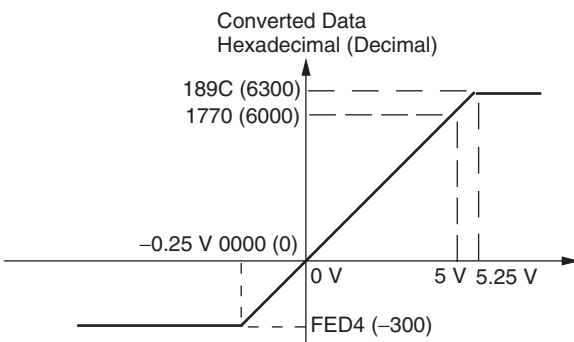 Converted Data
Hexadecimal (Decimal)
189C (6300)
1770 (6000)
−0.25 V 0000 (0)
0 V
5 V
5.25 V
FED4 (−300)